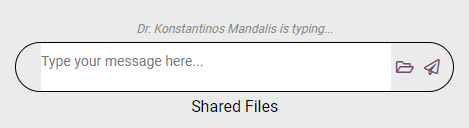 Dr. Konstantinos Mandalis is typing...
Type your message here...
Shared Files